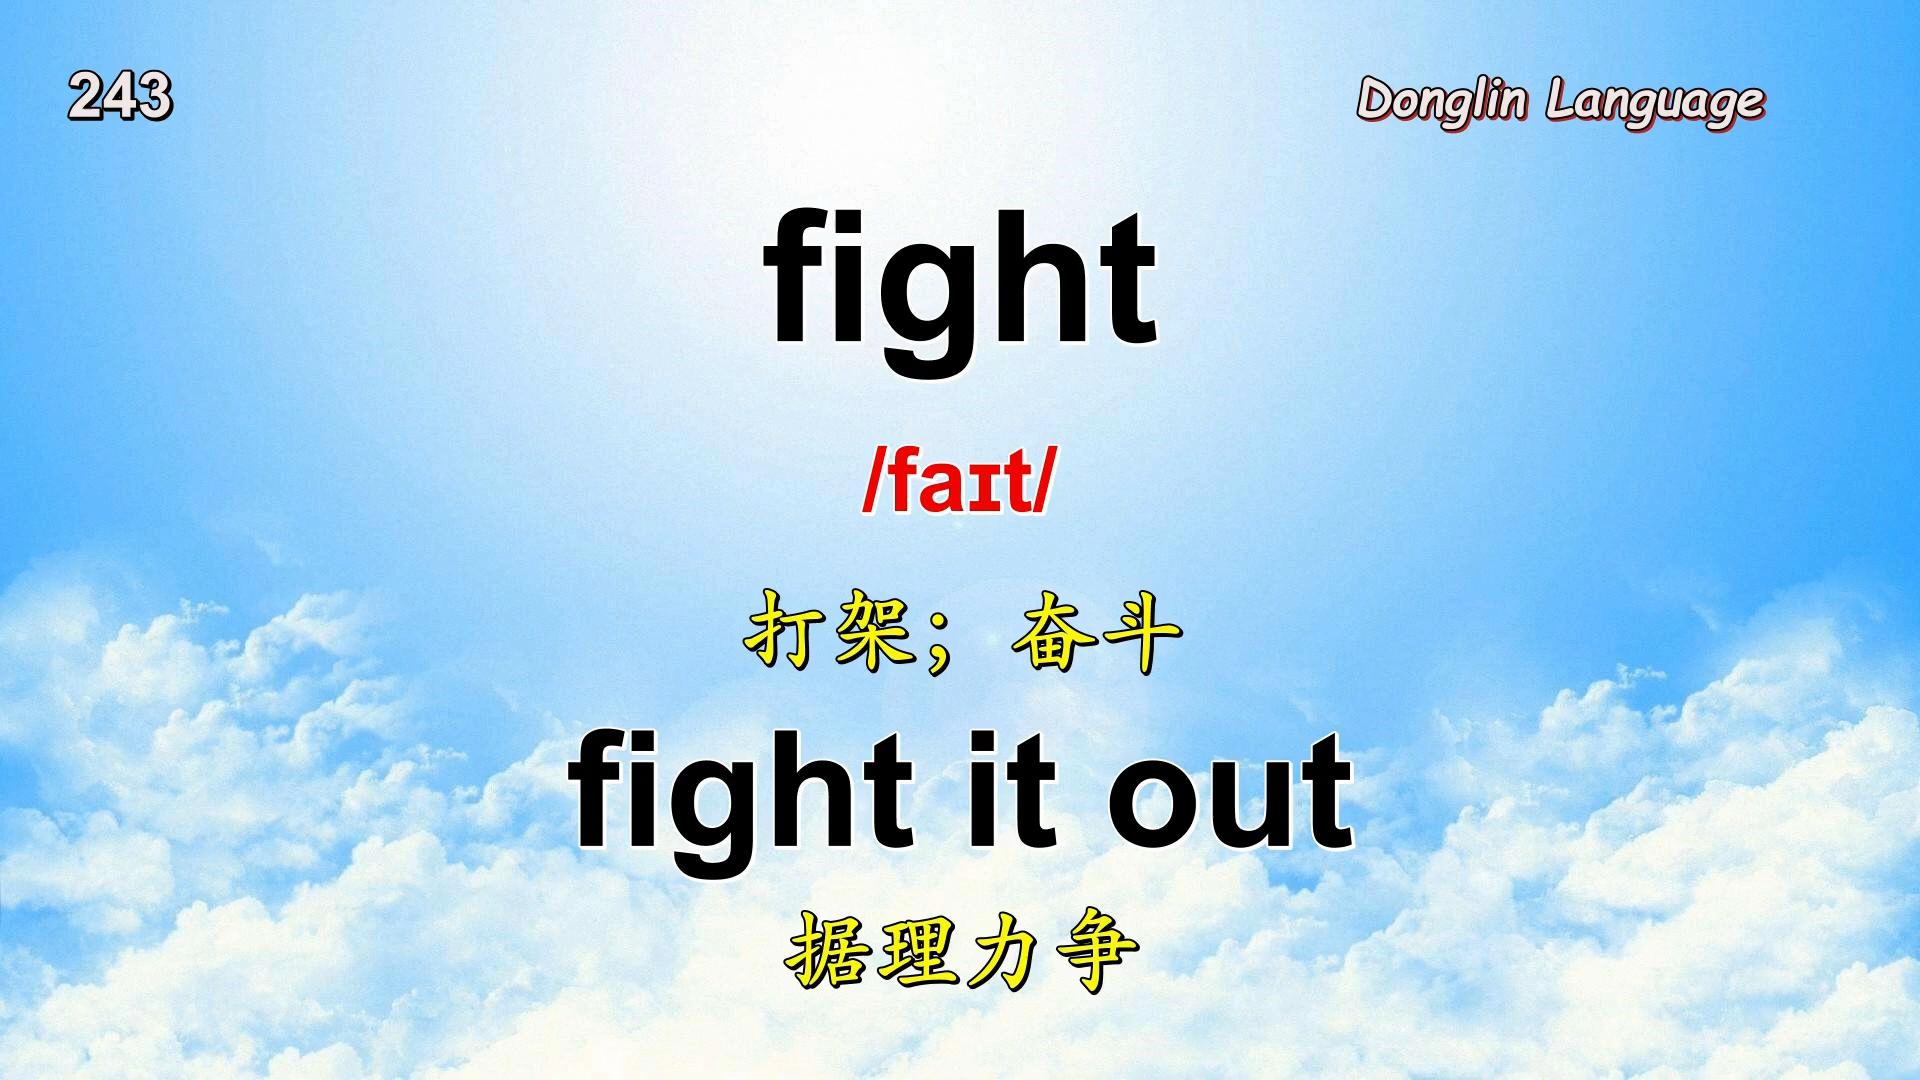 243
Donglin Language
fight
/faɪt/
打架；奋斗
fight it out
据理力争